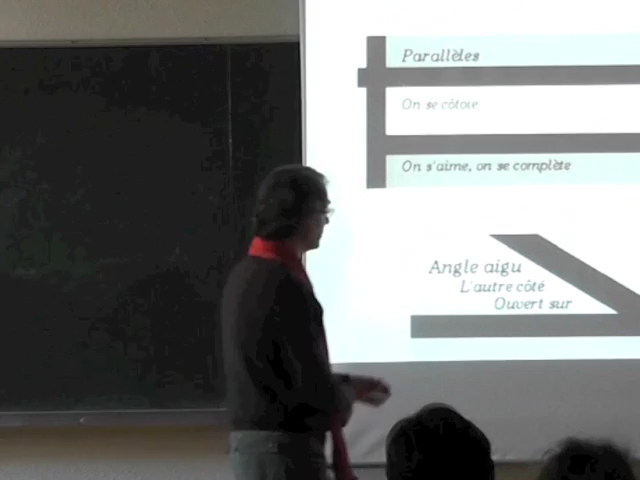 Parallèles
On se côtoie
On s'aime, on se complète
Angle aigu
L'autre côté
Ouvert sur